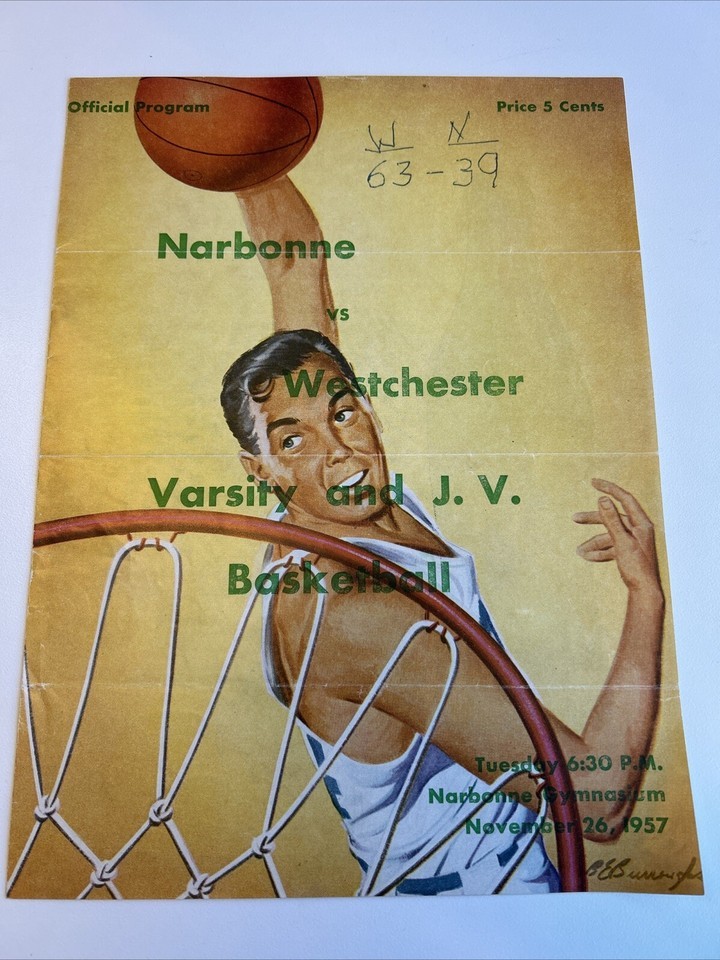 Official Program
Price 5 Cents
W N
63 - 39
Narbonne
vs
Westchester
Varsity and J. V.
Basketball
Tuesday 6:30 P.M.
Narbonne Gymnasium
November 26, 1957